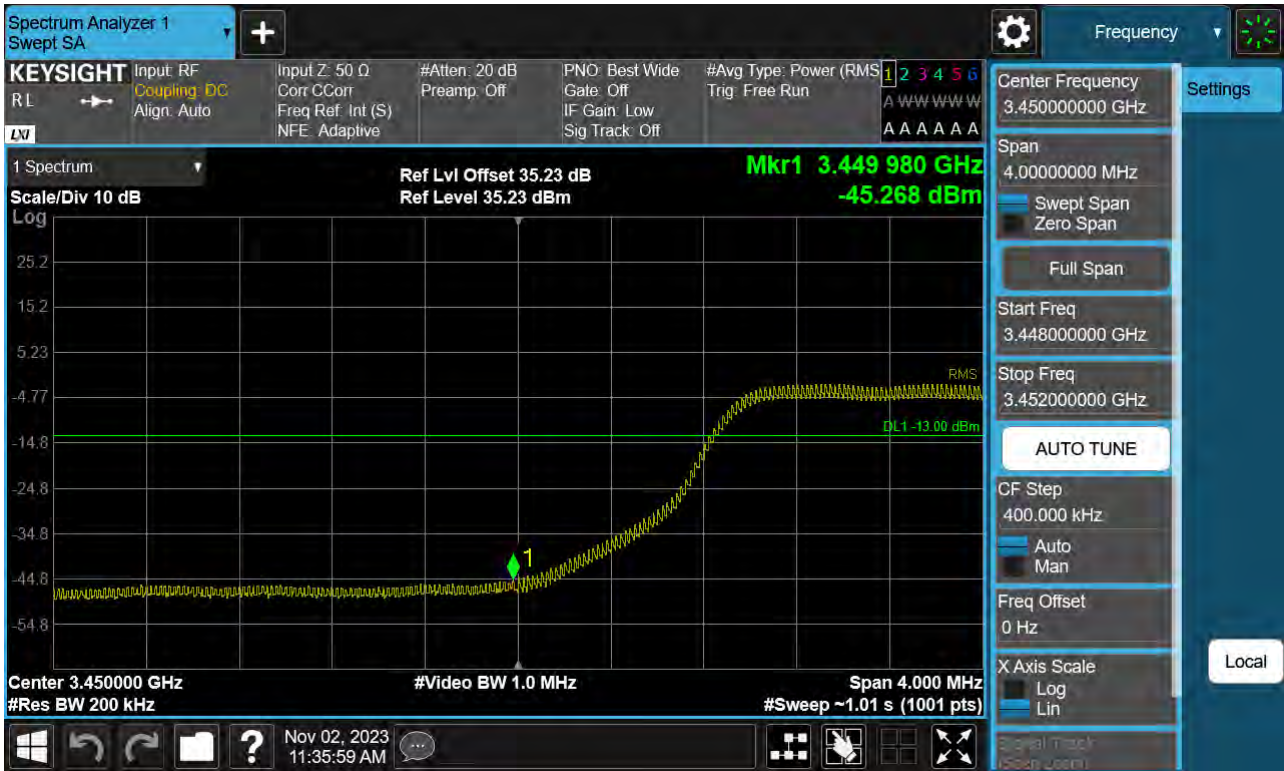 Spectrum Analyzer 1
Swept SA
Frequency
KEYSIGHT
RL
LXI
Input: RF
Coupling: DC
Align: Auto
Input Z: 50 Ω
Corr CCorr
Freq Ref: Int (S)
NFE: Adaptive
#Atten: 20 dB
Preamp: Off
PNO: Best Wide
Gate: Off
IF Gain: Low
Sig Track: Off
#Avg Type: Power (RMS
Trig: Free Run
1 2 3 4 5 6
A W W W W W
A A A A A A
1 Spectrum
Scale/Div 10 dB
Log
Ref Lvl Offset 35.23 dB
Ref Level 35.23 dBm
Mkr1 3.449 980 GHz
-45.268 dBm
25.2
15.2
5.23
-4.77
-14.8
-24.8
-34.8
-44.8
-54.8
RMS
DL1 -13.00 dBm
1
Center 3.450000 GHz
#Res BW 200 kHz
#Video BW 1.0 MHz
Span 4.000 MHz
#Sweep ~1.01 s (1001 pts)
Center Frequency
3.450000000 GHz
Span
4.00000000 MHz
Swept Span
Zero Span
Full Span
Start Freq
3.448000000 GHz
Stop Freq
3.452000000 GHz
AUTO TUNE
CF Step
400.000 kHz
Auto
Man
Freq Offset
0 Hz
X Axis Scale
Log
Lin
Signal Track
(Span Zoom)
Settings
Local
?
Nov 02, 2023
11:35:59 AM